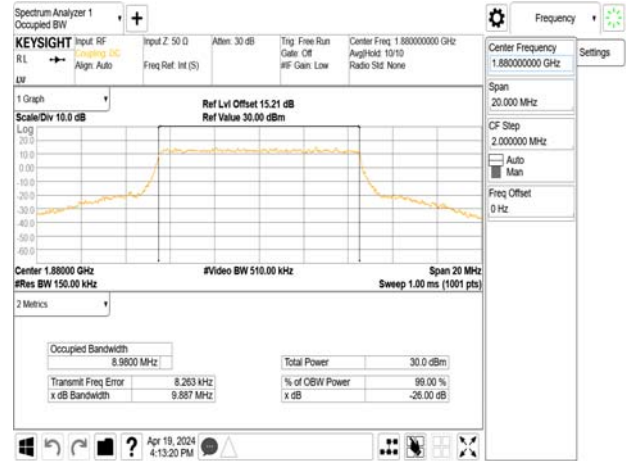 Spectrum Analyzer 1
Occupied BW
Frequency
KEYSIGHT Input: RF Input Z: 50 Ω Atten: 30 dB Trig: Free Run Center Freq: 1.880000000 GHz
RL Coupling: DC Gate: Off Avg|Hold: 10/10
Align: Auto Freq Ref: Int (S) #IF Gain: Low Radio Std: None
Center Frequency
1.880000000 GHz
Settings
Span
20.000 MHz
CF Step
2.000000 MHz
Auto
Man
Freq Offset
0 Hz
1 Graph
Scale/Div 10.0 dB
Ref Lvl Offset 15.21 dB
Ref Value 30.00 dBm
Log
20.0
10.0
0.00
-10.0
-20.0
-30.0
-40.0
-50.0
-60.0
Center 1.88000 GHz #Video BW 510.00 kHz Span 20 MHz
#Res BW 150.00 kHz Sweep 1.00 ms (1001 pts)
2 Metrics
Occupied Bandwidth
8.9800 MHz
Total Power 30.0 dBm
Transmit Freq Error 8.263 kHz % of OBW Power 99.00 %
x dB Bandwidth 9.887 MHz x dB -26.00 dB
Apr 19, 2024
4:13:20 PM